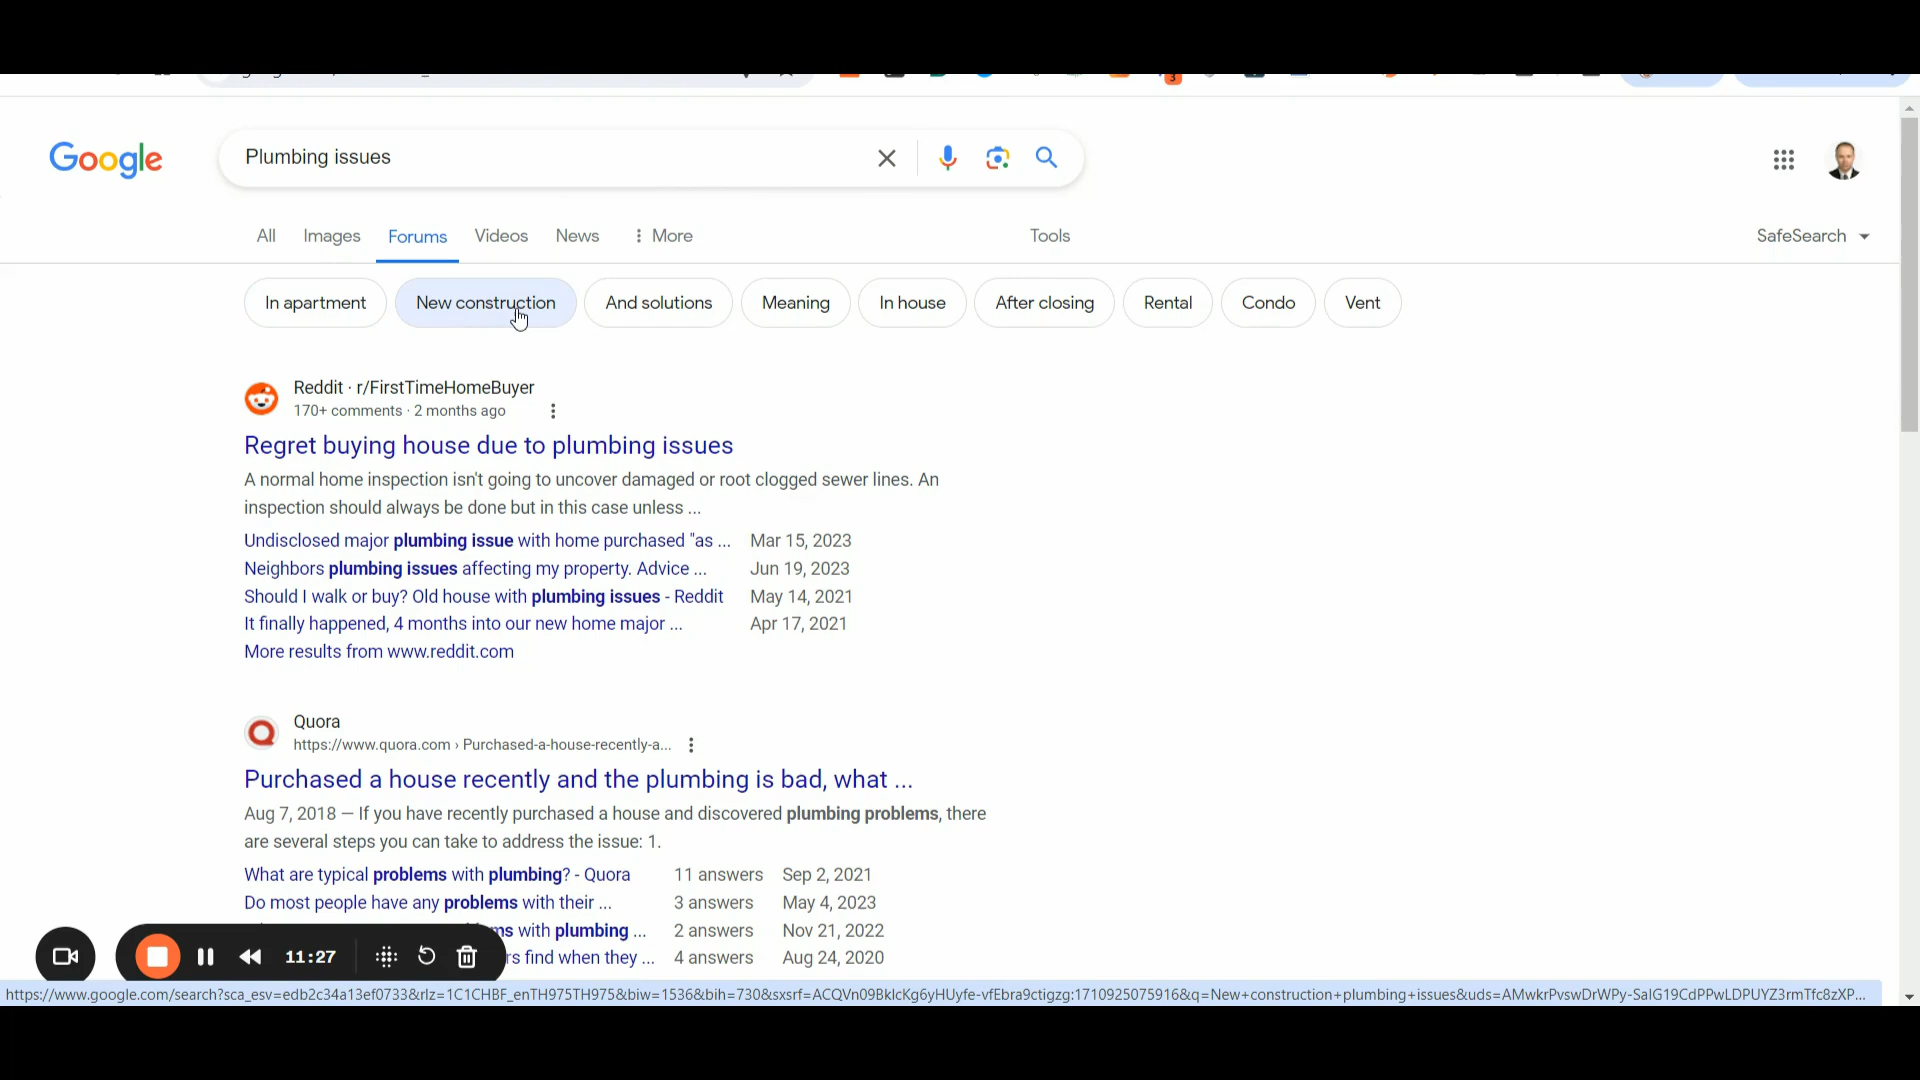 3
Google
Plumbing issues
All Images Forums Videos News More Tools SafeSearch
In apartment New construction And solutions Meaning In house After closing Rental Condo Vent
Reddit · r/FirstTimeHomeBuyer
170+ comments · 2 months ago
Regret buying house due to plumbing issues
A normal home inspection isn't going to uncover damaged or root clogged sewer lines. An
inspection should always be done but in this case unless ...
Undisclosed major plumbing issue with home purchased "as ... Mar 15, 2023
Neighbors plumbing issues affecting my property. Advice ... Jun 19, 2023
Should I walk or buy? Old house with plumbing issues - Reddit May 14, 2021
It finally happened, 4 months into our new home major ... Apr 17, 2021
More results from www.reddit.com
Quora
https://www.quora.com › Purchased-a-house-recently-a...
Purchased a house recently and the plumbing is bad, what ...
Aug 7, 2018 — If you have recently purchased a house and discovered plumbing problems, there
are several steps you can take to address the issue: 1.
What are typical problems with plumbing? - Quora 11 answers Sep 2, 2021
Do most people have any problems with their ... 3 answers May 4, 2023
with plumbing ... 2 answers Nov 21, 2022
find when they ... 4 answers Aug 24, 2020
11:27
https://www.google.com/search?sca_esv=edb2c34a13ef0733&rlz=1C1CHBF_enTH975TH975&biw=1536&bih=730&sxsrf=ACQVn09BkIcKg6yHUyfe-vfEbra9ctigzg:1710925075916&q=New+construction+plumbing+issues&uds=AMwkrPvswDrWPy-SaIG19CdPPwLDPUYZ3rmTfc8zXP...